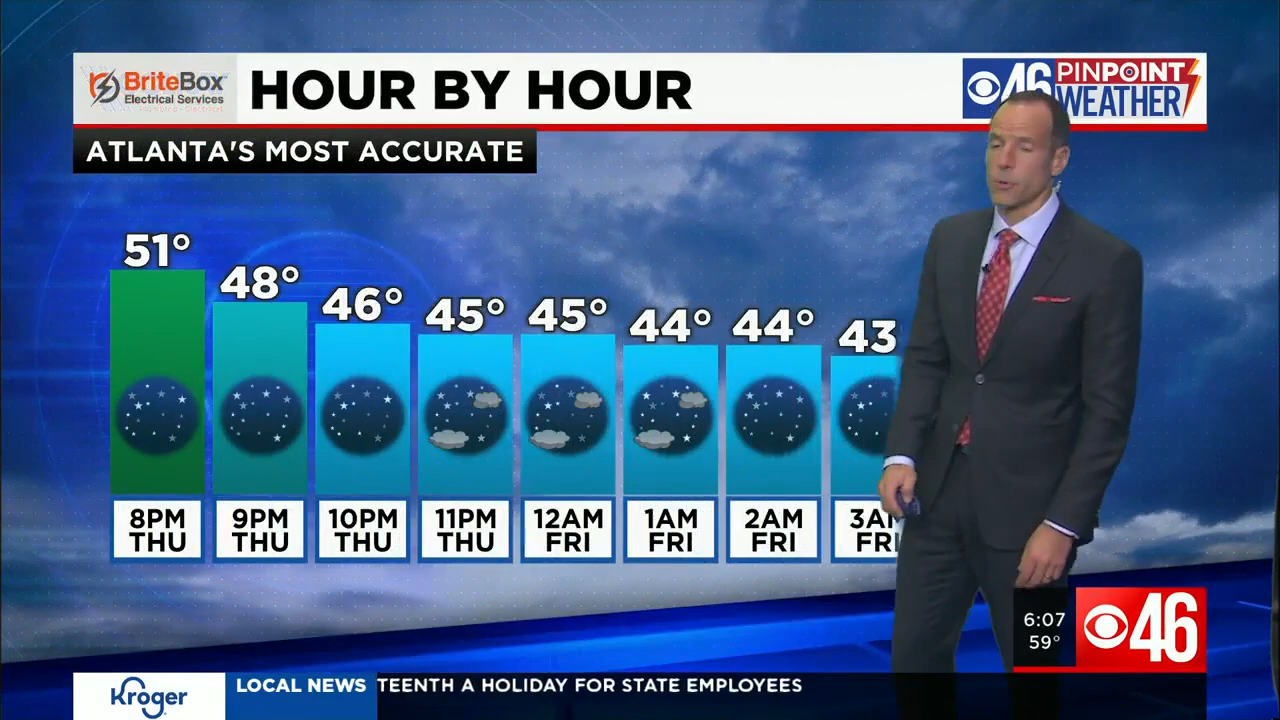 BriteBox
Electrical Services
HOUR BY HOUR
46 PINPOINT
WEATHER
ATLANTA'S MOST ACCURATE
51° 48° 46° 45° 45° 44° 44° 43
8PM THU
9PM THU
10PM THU
11PM THU
12AM FRI
1AM FRI
2AM FRI
3A FRI
6:07
59°
46
Kroger
LOCAL NEWS TEENTH A HOLIDAY FOR STATE EMPLOYEES